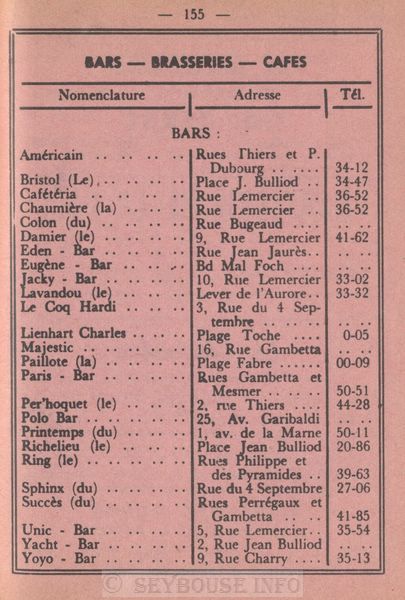 — 155 —
BARS — BRASSERIES — CAFES
Nomenclature Adresse Tél.
BARS :
Américain .. .. .. .. Rues Thiers et P.
Dubourg .. .. .. 34-12
Bristol (Le) .. .. .. .. Place J. Bulliod .. 34-47
Cafétéria .. .. .. .. Rue Lemercier .. 36-52
Chaumière (la) .. .. .. Rue Lemercier .. 36-52
Colon (du) .. .. .. .. Rue Bugeaud .. .. .. ..
Damier (le) .. .. .. .. 9, Rue Lemercier 41-62
Eden - Bar .. .. .. .. Rue Jean Jaurès.. .. ..
Eugène - Bar .. .. .. Bd Mal Foch .. .. .. ..
Jacky - Bar .. .. .. .. 10, Rue Lemercier 33-02
Lavandou (le) .. .. .. Lever de l'Aurore.. 33-32
Le Coq Hardi .. .. .. 3, Rue du 4 Sep-
tembre .. .. .. .. ..
Lienhart Charles .. .. .. Plage Toche .. .. 0-05
Majestic .. .. .. .. 16, Rue Gambetta .. ..
Paillote (la) .. .. .. .. Plage Fabre ...... 00-09
Paris - Bar .. .. .. .. Rues Gambetta et
Mesmer .. .. .. 50-51
Per'hoquet (le) .. .. .. 2, rue Thiers .. .. 44-28
Polo Bar .. .. .. .. 25, Av. Garibaldi .. ..
Printemps (du) .. .. .. 1, av. de la Marne 50-11
Richelieu (le) .. .. .. Place Jean Bulliod 20-86
Ring (le) .. .. .. .. Rues Philippe et
des Pyramides .. 39-63
Sphinx (du) .. .. .. .. Rue du 4 Septembre 27-06
Succès (du) .. .. .. .. Rues Perrégaux et
Gambetta .. .. .. 41-85
Unic - Bar .. .. .. .. 5, Rue Lemercier.. 35-54
Yacht - Bar .. .. .. .. 2, Rue Jean Bulliod .. ..
Yoyo - Bar .. .. .. .. 9, Rue Charry .. .. 35-13
© SEYBOUSE.INFO